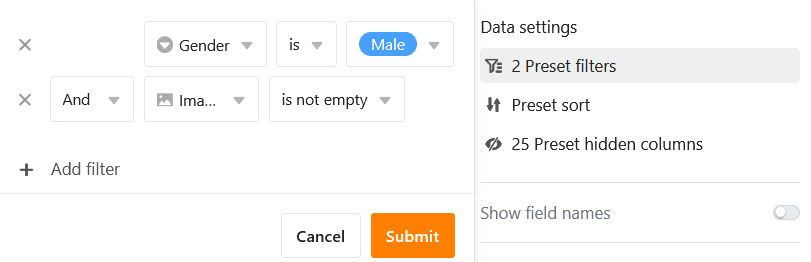 Gender is Male
And Ima... is not empty
Add filter
Cancel Submit
Data settings
2 Preset filters
Preset sort
25 Preset hidden columns
Show field names